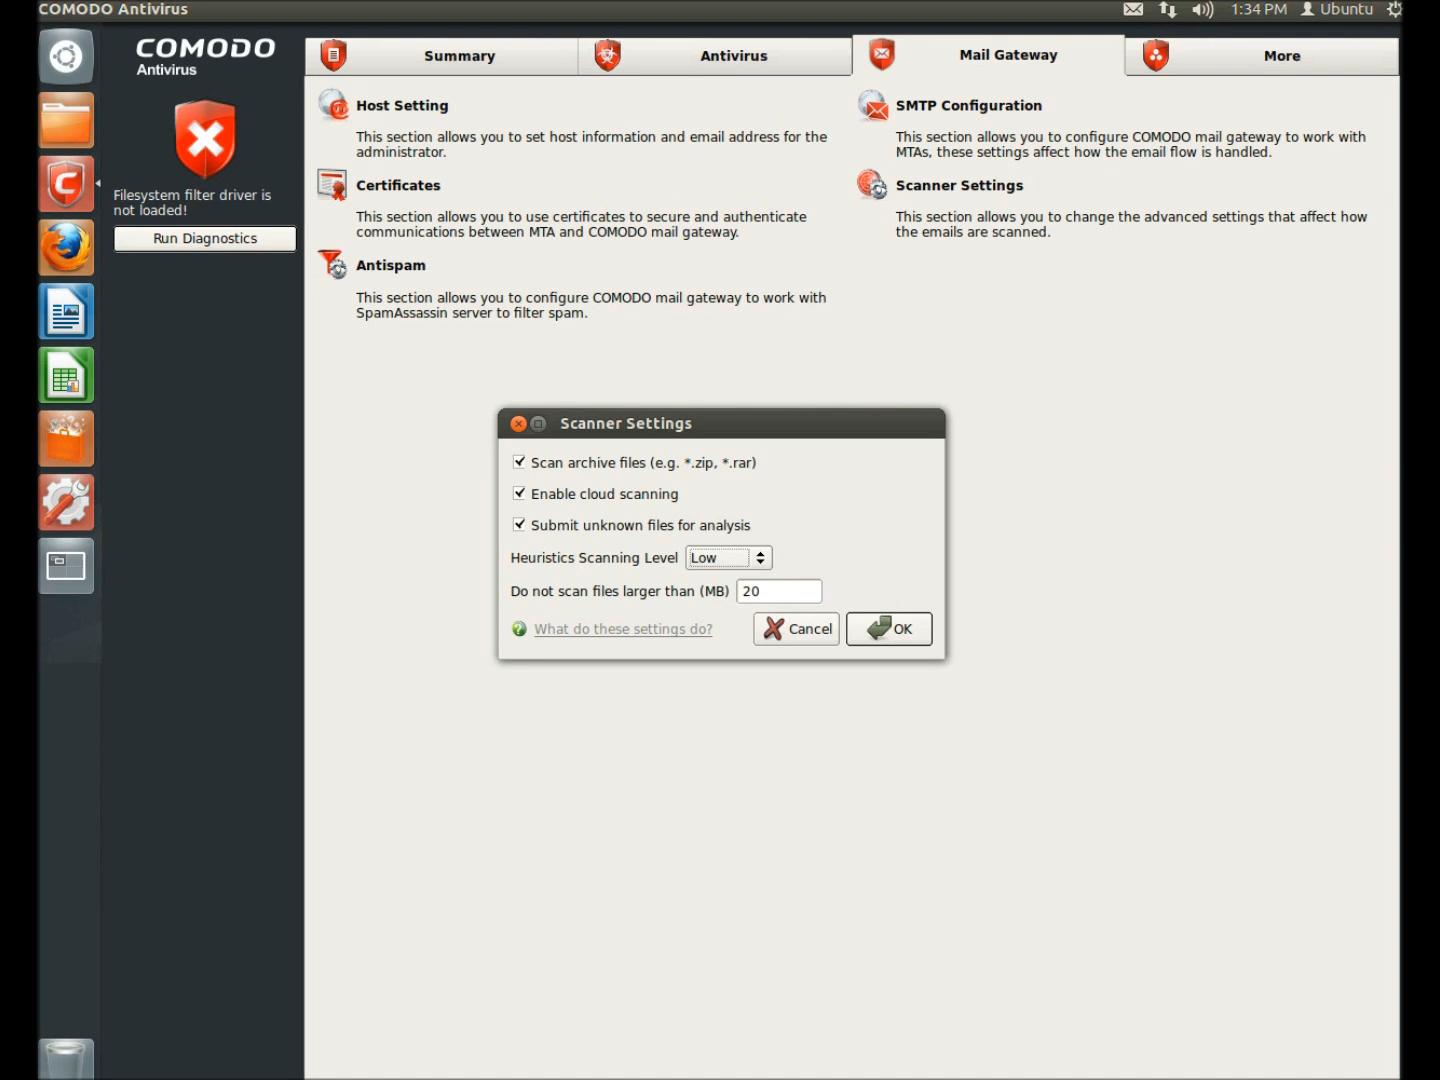 COMODO Antivirus
1:34 PM
Ubuntu
COMODO
Antivirus
Filesystem filter driver is
not loaded!
Run Diagnostics
Summary
Antivirus
Mail Gateway
More
Host Setting
This section allows you to set host information and email address for the
administrator.
SMTP Configuration
This section allows you to configure COMODO mail gateway to work with
MTAs, these settings affect how the email flow is handled.
Certificates
This section allows you to use certificates to secure and authenticate
communications between MTA and COMODO mail gateway.
Scanner Settings
This section allows you to change the advanced settings that affect how
the emails are scanned.
Antispam
This section allows you to configure COMODO mail gateway to work with
SpamAssassin server to filter spam.
Scanner Settings
Scan archive files (e.g. *.zip, *.rar)
Enable cloud scanning
Submit unknown files for analysis
Heuristics Scanning Level Low
Do not scan files larger than (MB) 20
What do these settings do?
Cancel
OK